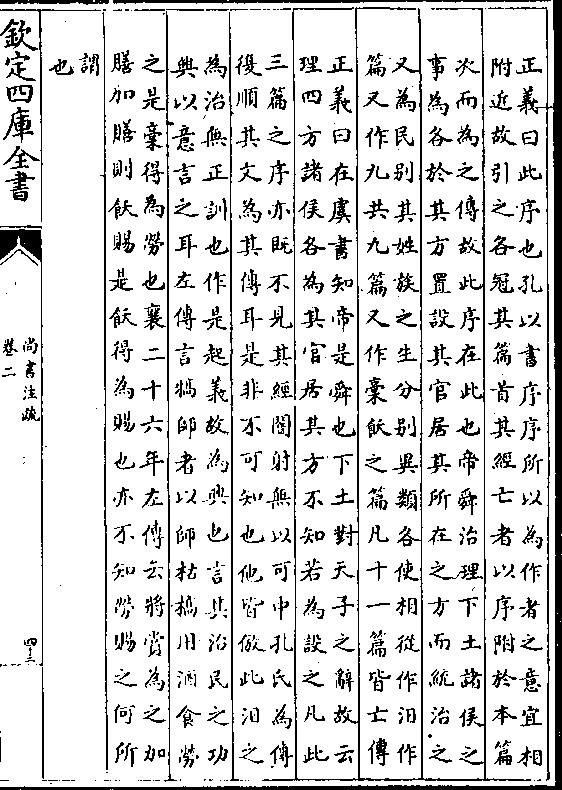 正義曰此序也孔以書序序所以為作者之意宜相
附近故引之各冠其篇首其經亡者以序附於本篇
次而為之傳故此序在此也帝舜治理下土諸侯之
事為各於其方置設其官居其所在之方而統治之
又為民别其姓族之生分别異類各使相從作汨作
篇又作九共九篇又作槀飫之篇凡十一篇皆亡傳
正義曰在虞書知帝是舜也下土對天子之辭故云
理四方諸侯各為其官居其方不知若為設之凡此
三篇之序亦既不見其經闇射無以可中孔氏為傳
復順其文為其傳耳是非不可知也他皆倣此汨之
為治無正訓也作是起義故為興也言其治民之功
興以意言之耳左傳言犒師者以師枯槁用酒食勞
之是槀得為勞也襄二十六年左傳云將賞為之加
膳加膳則飫賜是飫得為賜也亦不知勞賜之何所
謂
也
欽定四庫全書
尚書注疏
卷二
四十三